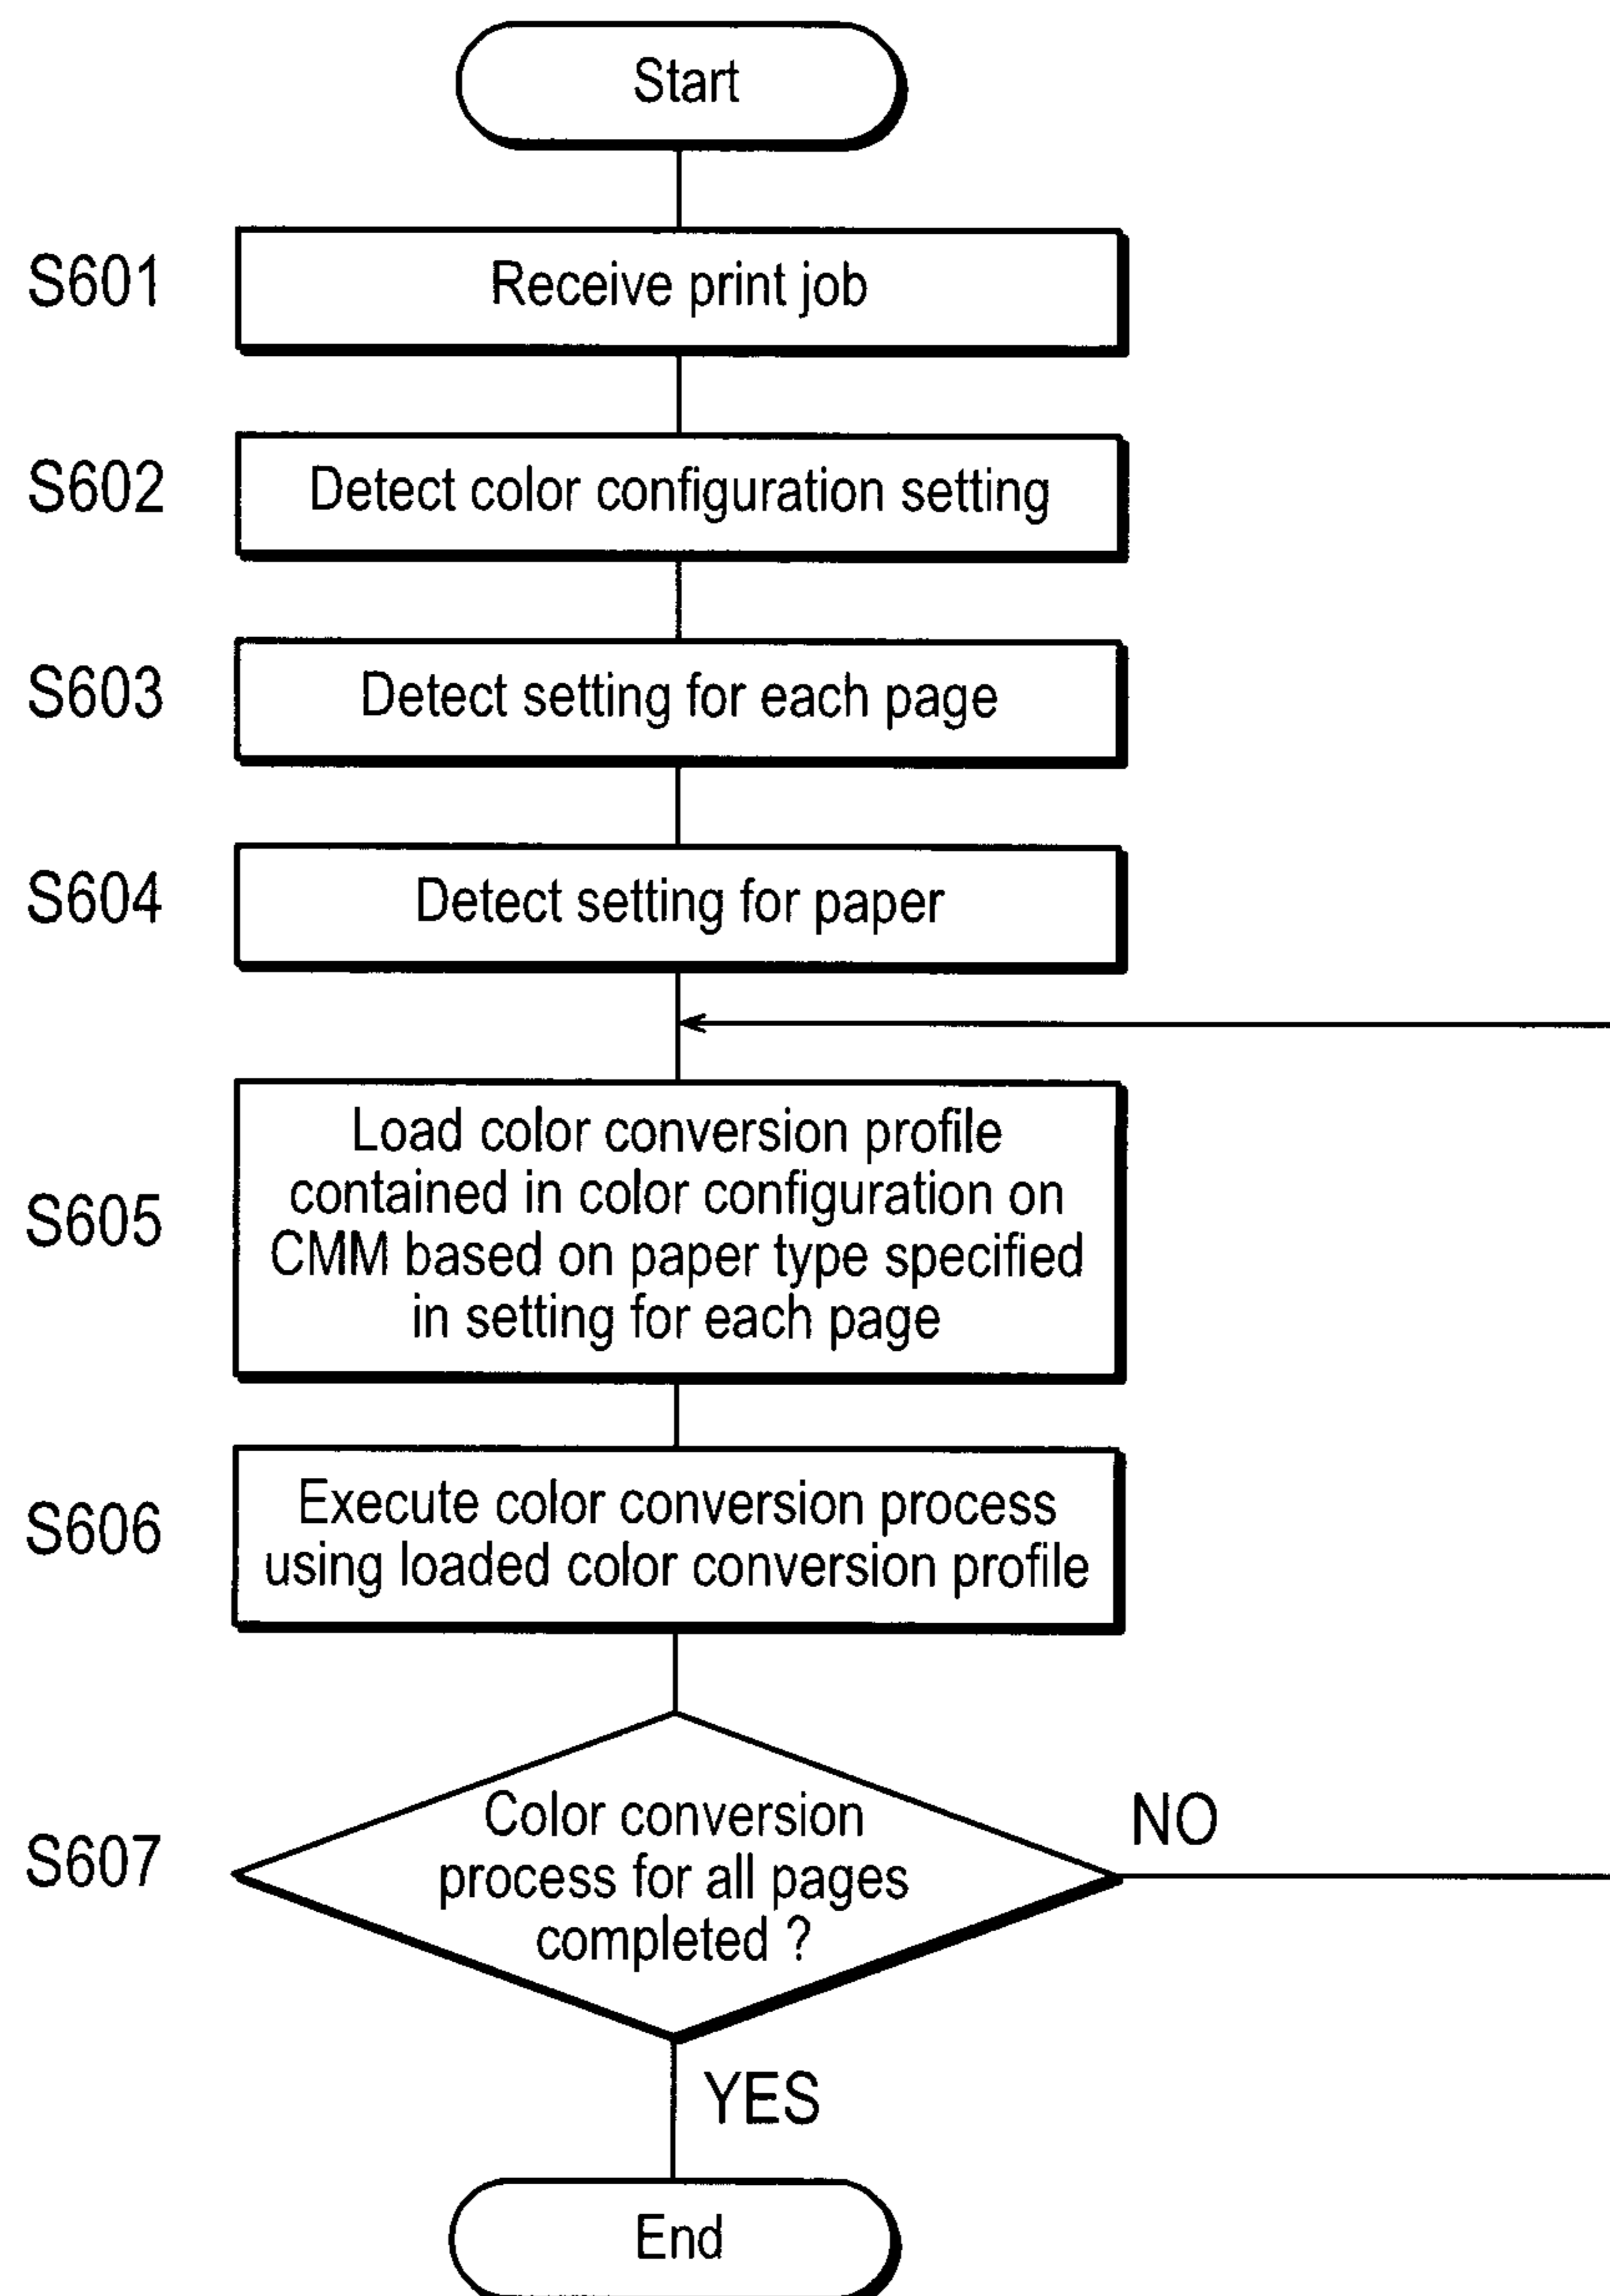 Start
S601
Receive print job
S602
Detect color configuration setting
S603
Detect setting for each page
S604
Detect setting for paper
S605
Load color conversion profile
contained in color configuration on
CMM based on paper type specified
in setting for each page
S606
Execute color conversion process
using loaded color conversion profile
S607
Color conversion
process for all pages
completed ?
NO
YES
End